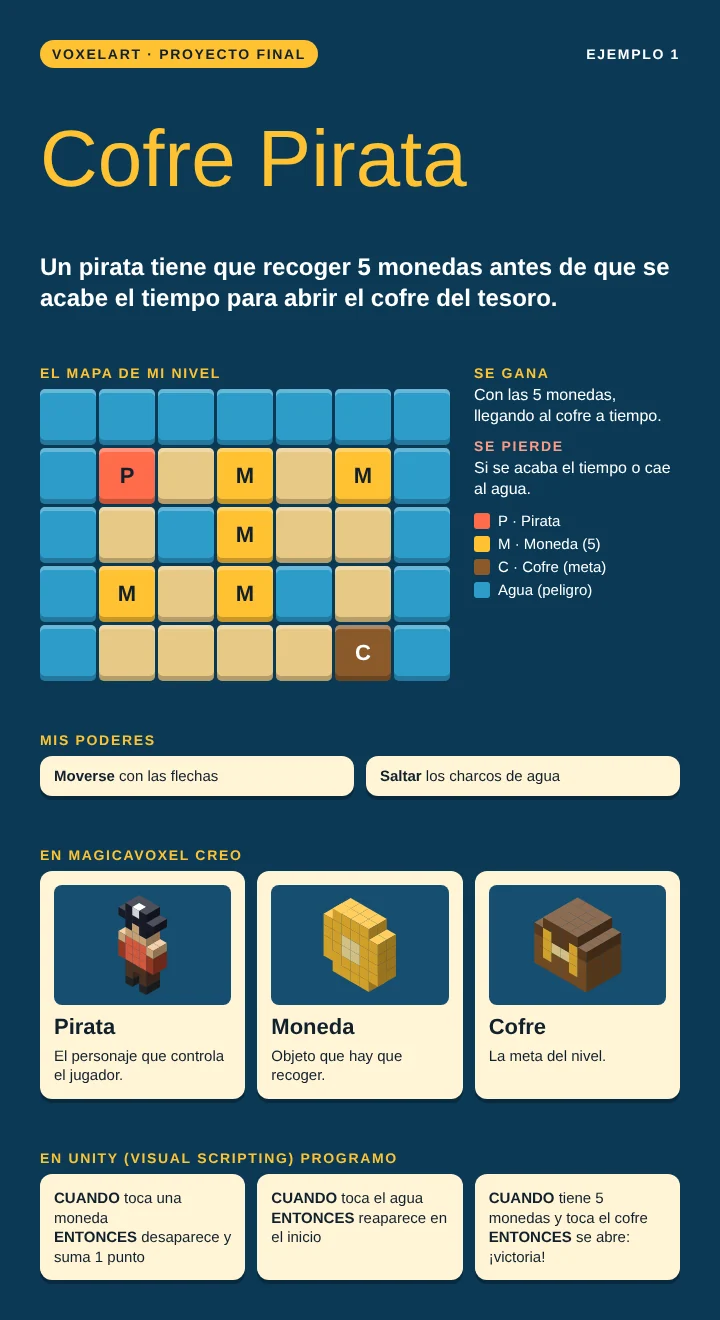 VOXELART · PROYECTO FINAL
EJEMPLO 1
Cofre Pirata
Un pirata tiene que recoger 5 monedas antes de que se
acabe el tiempo para abrir el cofre del tesoro.
EL MAPA DE MI NIVEL
P
M
M
M
M
M
C
SE GANA
Con las 5 monedas,
llegando al cofre a tiempo.
SE PIERDE
Si se acaba el tiempo o cae
al agua.
P · Pirata
M · Moneda (5)
C · Cofre (meta)
Agua (peligro)
MIS PODERES
Moverse con las flechas
Saltar los charcos de agua
EN MAGICAVOXEL CREO
Pirata
El personaje que controla
el jugador.
Moneda
Objeto que hay que
recoger.
Cofre
La meta del nivel.
EN UNITY (VISUAL SCRIPTING) PROGRAMO
CUANDO toca una
moneda
ENTONCES desaparece y
suma 1 punto
CUANDO toca el agua
ENTONCES reaparece en
el inicio
CUANDO tiene 5
monedas y toca el cofre
ENTONCES se abre:
¡victoria!